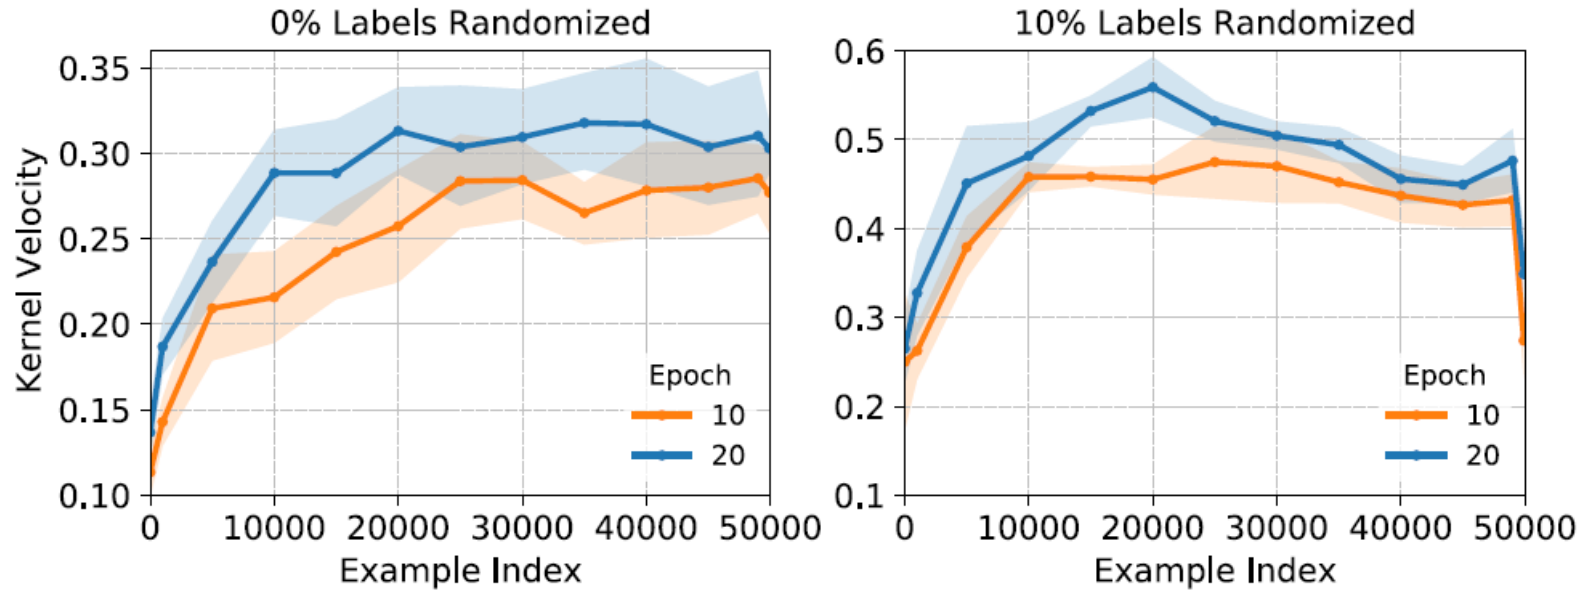 0% Labels Randomized
Kernel Velocity
0.35
0.30
0.25
0.20
0.15
0.10
0 10000 20000 30000 40000 50000
Example Index
Epoch
10
20
10% Labels Randomized
0.6
0.5
0.4
0.3
0.2
0.1
0 10000 20000 30000 40000 50000
Example Index
Epoch
10
20